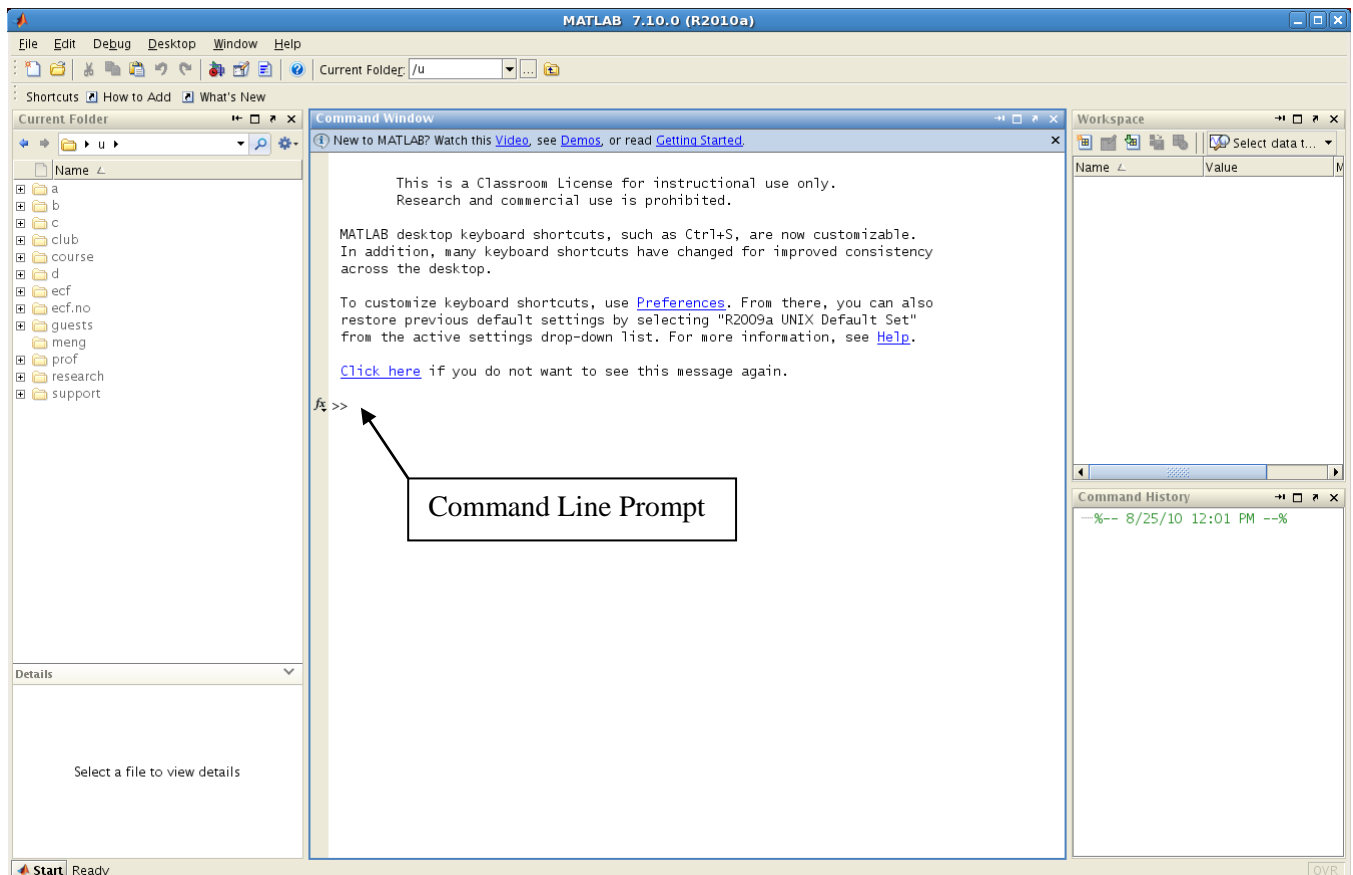 MATLAB 7.10.0 (R2010a)
File Edit Debug Desktop Window Help
Current Folder: /u
Shortcuts How to Add What's New
Current Folder
u
Name
a
b
c
club
course
d
ecf
ecf.no
guests
meng
prof
research
support
Details
Select a file to view details
Command Window
New to MATLAB? Watch this Video, see Demos, or read Getting Started.
This is a Classroom License for instructional use only.
Research and commercial use is prohibited.
MATLAB desktop keyboard shortcuts, such as Ctrl+S, are now customizable.
In addition, many keyboard shortcuts have changed for improved consistency
across the desktop.
To customize keyboard shortcuts, use Preferences. From there, you can also
restore previous default settings by selecting "R2009a UNIX Default Set"
from the active settings drop-down list. For more information, see Help.
Click here if you do not want to see this message again.
fx >>
Command Line Prompt
Workspace
Select data t...
Name Value M
Command History
%-- 8/25/10 12:01 PM --%
Start Ready
OVR